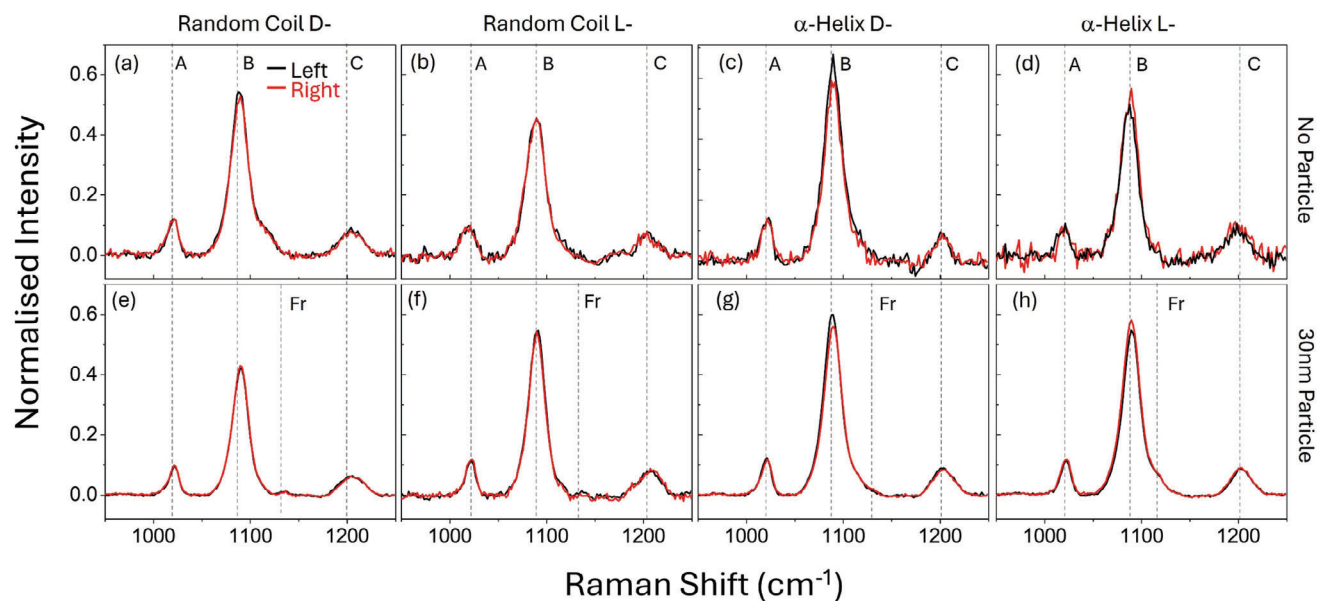 Random Coil D- Random Coil L- α-Helix D- α-Helix L-
(a) A B C Left Right
(b) A B C
(c) A B C
(d) A B C
No Particle
0.6
0.4
0.2
0.0
(e) Fr
(f) Fr
(g) Fr
(h) Fr
30nm Particle
0.6
0.4
0.2
0.0
Normalised Intensity
1000 1100 1200 1000 1100 1200 1000 1100 1200 1000 1100 1200
Raman Shift (cm⁻¹)